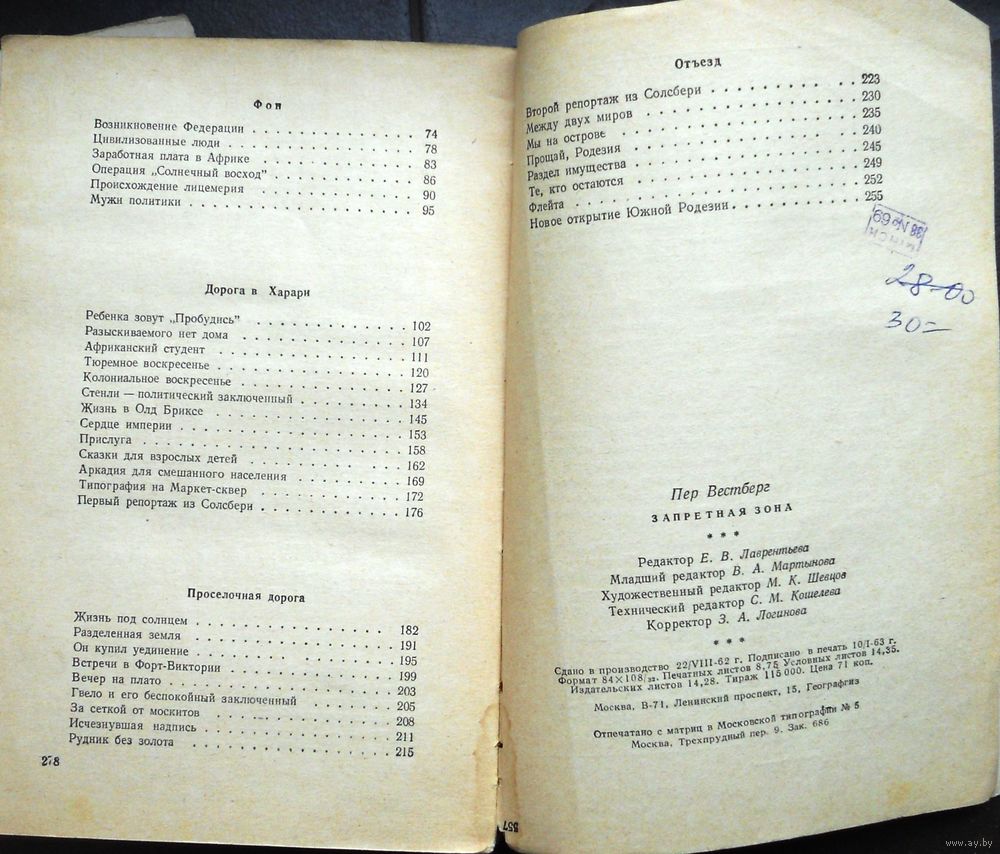 Фон
Возникновение Федерации . . . . . . . . . . . 74
Цивилизованные люди . . . . . . . . . . . 78
Заработная плата в Африке . . . . . . . . . . 83
Операция „Солнечный восход” . . . . . . . . . 86
Происхождение лицемерия . . . . . . . . . . 90
Мужи политики . . . . . . . . . . . . . . 95
Дорога в Харари
Ребенка зовут „Пробудись” . . . . . . . . . . 102
Разыскиваемого нет дома . . . . . . . . . . 107
Африканский студент . . . . . . . . . . . 111
Тюремное воскресенье . . . . . . . . . . . 120
Колониальное воскресенье . . . . . . . . . . 127
Стенли — политический заключенный . . . . . . . 134
Жизнь в Олд Бриксе . . . . . . . . . . . . 145
Сердце империи . . . . . . . . . . . . . 153
Прислуга . . . . . . . . . . . . . . . 158
Сказки для взрослых детей . . . . . . . . . 162
Аркадия для смешанного населения . . . . . . . 169
Типография на Маркет-сквер . . . . . . . . . 172
Первый репортаж из Солсбери . . . . . . . . . 176
Проселочная дорога
Жизнь под солнцем . . . . . . . . . . . . 182
Разделенная земля . . . . . . . . . . . . 191
Он купил уединение . . . . . . . . . . . . 195
Встречи в Форт-Виктории . . . . . . . . . . 199
Вечер на плато . . . . . . . . . . . . . 203
Гвело и его беспокойный заключенный . . . . . . 205
За сеткой от москитов . . . . . . . . . . . 208
Исчезнувшая надпись . . . . . . . . . . . 211
Рудник без золота . . . . . . . . . . . . 215
278
Отъезд
Второй репортаж из Солсбери . . . . . . . . . 223
Между двух миров . . . . . . . . . . . . 230
Мы на острове . . . . . . . . . . . . . 235
Прощай, Родезия . . . . . . . . . . . . . 240
Раздел имущества . . . . . . . . . . . . 245
Те, кто остаются . . . . . . . . . . . . 249
Флейта . . . . . . . . . . . . . . . . 252
Новое открытие Южной Родезии . . . . . . . . . 255
28-00
30=
Пер Вестберг
ЗАПРЕТНАЯ ЗОНА
* * *
Редактор Е. В. Лаврентьева
Младший редактор В. А. Мартынова
Художественный редактор М. К. Шевцов
Технический редактор С. М. Кошелева
Корректор З. А. Логинова
* * *
Сдано в производство 22/VIII-62 г. Подписано в печать 10/I-63 г.
Формат 84×108/32. Печатных листов 8,75 Условных листов 14,35.
Издательских листов 14,28. Тираж 115 000. Цена 71 коп.
Москва, В-71, Ленинский проспект, 15, Географгиз
Отпечатано с матриц в Московской типографии № 5
Москва, Трехпрудный пер. 9. Зак. 686
557
www.ay.by